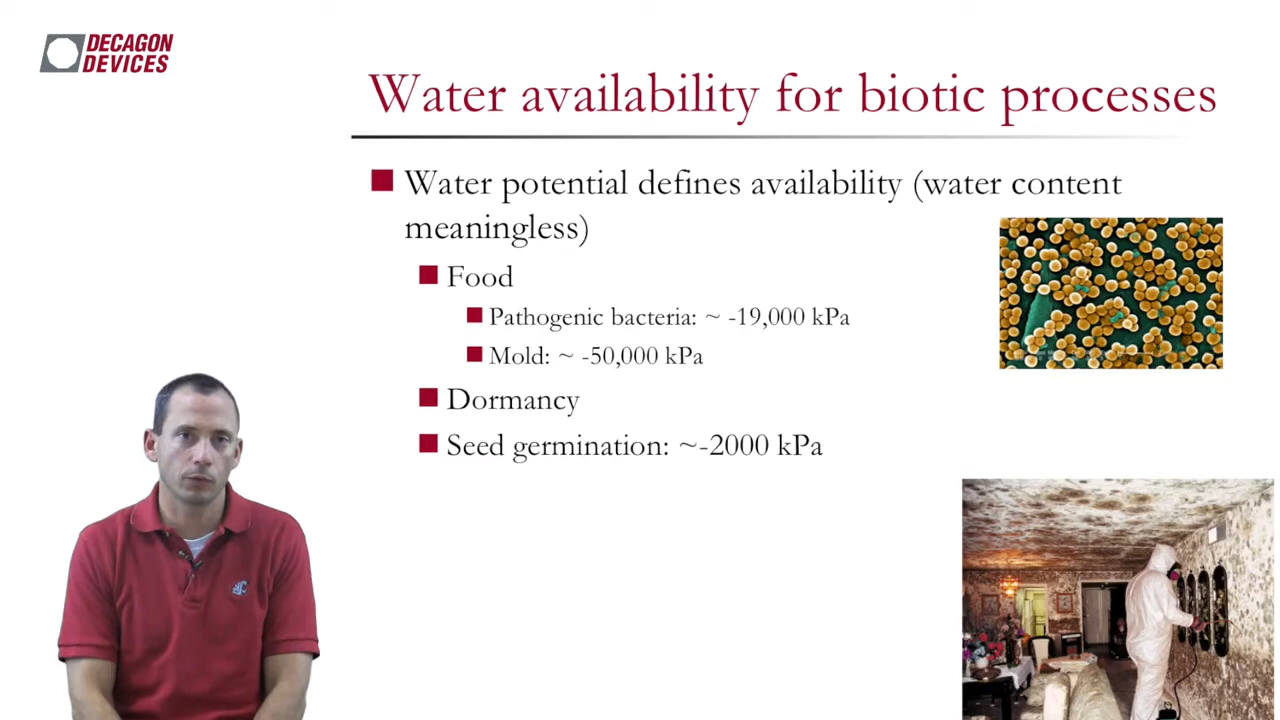 DECAGON
DEVICES
Water availability for biotic processes
Water potential defines availability (water content
meaningless)
Food
Pathogenic bacteria: ~ -19,000 kPa
Mold: ~ -50,000 kPa
Dormancy
Seed germination: ~-2000 kPa